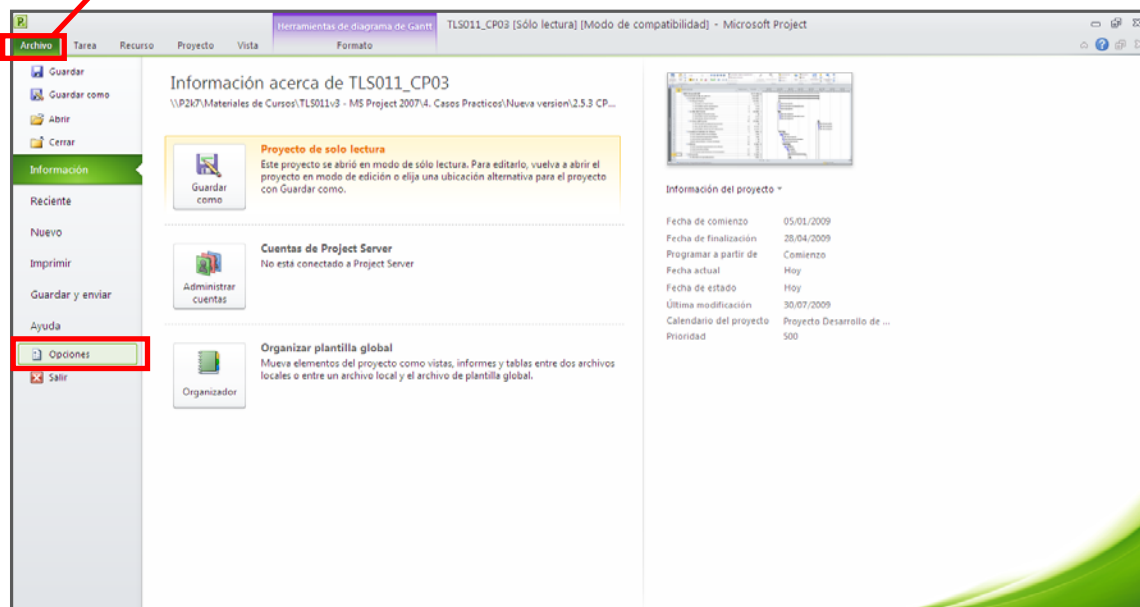 Herramientas de diagrama de Gantt
TLS011_CP03 [Sólo lectura] [Modo de compatibilidad] - Microsoft Project
Archivo Tarea Recurso Proyecto Vista Formato
Guardar
Guardar como
Abrir
Cerrar
Información
Reciente
Nuevo
Imprimir
Guardar y enviar
Ayuda
Opciones
Salir
Información acerca de TLS011_CP03
\\P2k7\Materiales de Cursos\TLS011v3 - MS Project 2007\4. Casos Practicos\Nueva version\2.5.3 CP...
Guardar
como
Proyecto de solo lectura
Este proyecto se abrió en modo de sólo lectura. Para editarlo, vuelva a abrir el
proyecto en modo de edición o elija una ubicación alternativa para el proyecto
con Guardar como.
Administrar
cuentas
Cuentas de Project Server
No está conectado a Project Server
Organizador
Organizar plantilla global
Mueva elementos del proyecto como vistas, informes y tablas entre dos archivos
locales o entre un archivo local y el archivo de plantilla global.
Información del proyecto
Fecha de comienzo 05/01/2009
Fecha de finalización 28/04/2009
Programar a partir de Comienzo
Fecha actual Hoy
Fecha de estado Hoy
Última modificación 30/07/2009
Calendario del proyecto Proyecto Desarrollo de ...
Prioridad 500